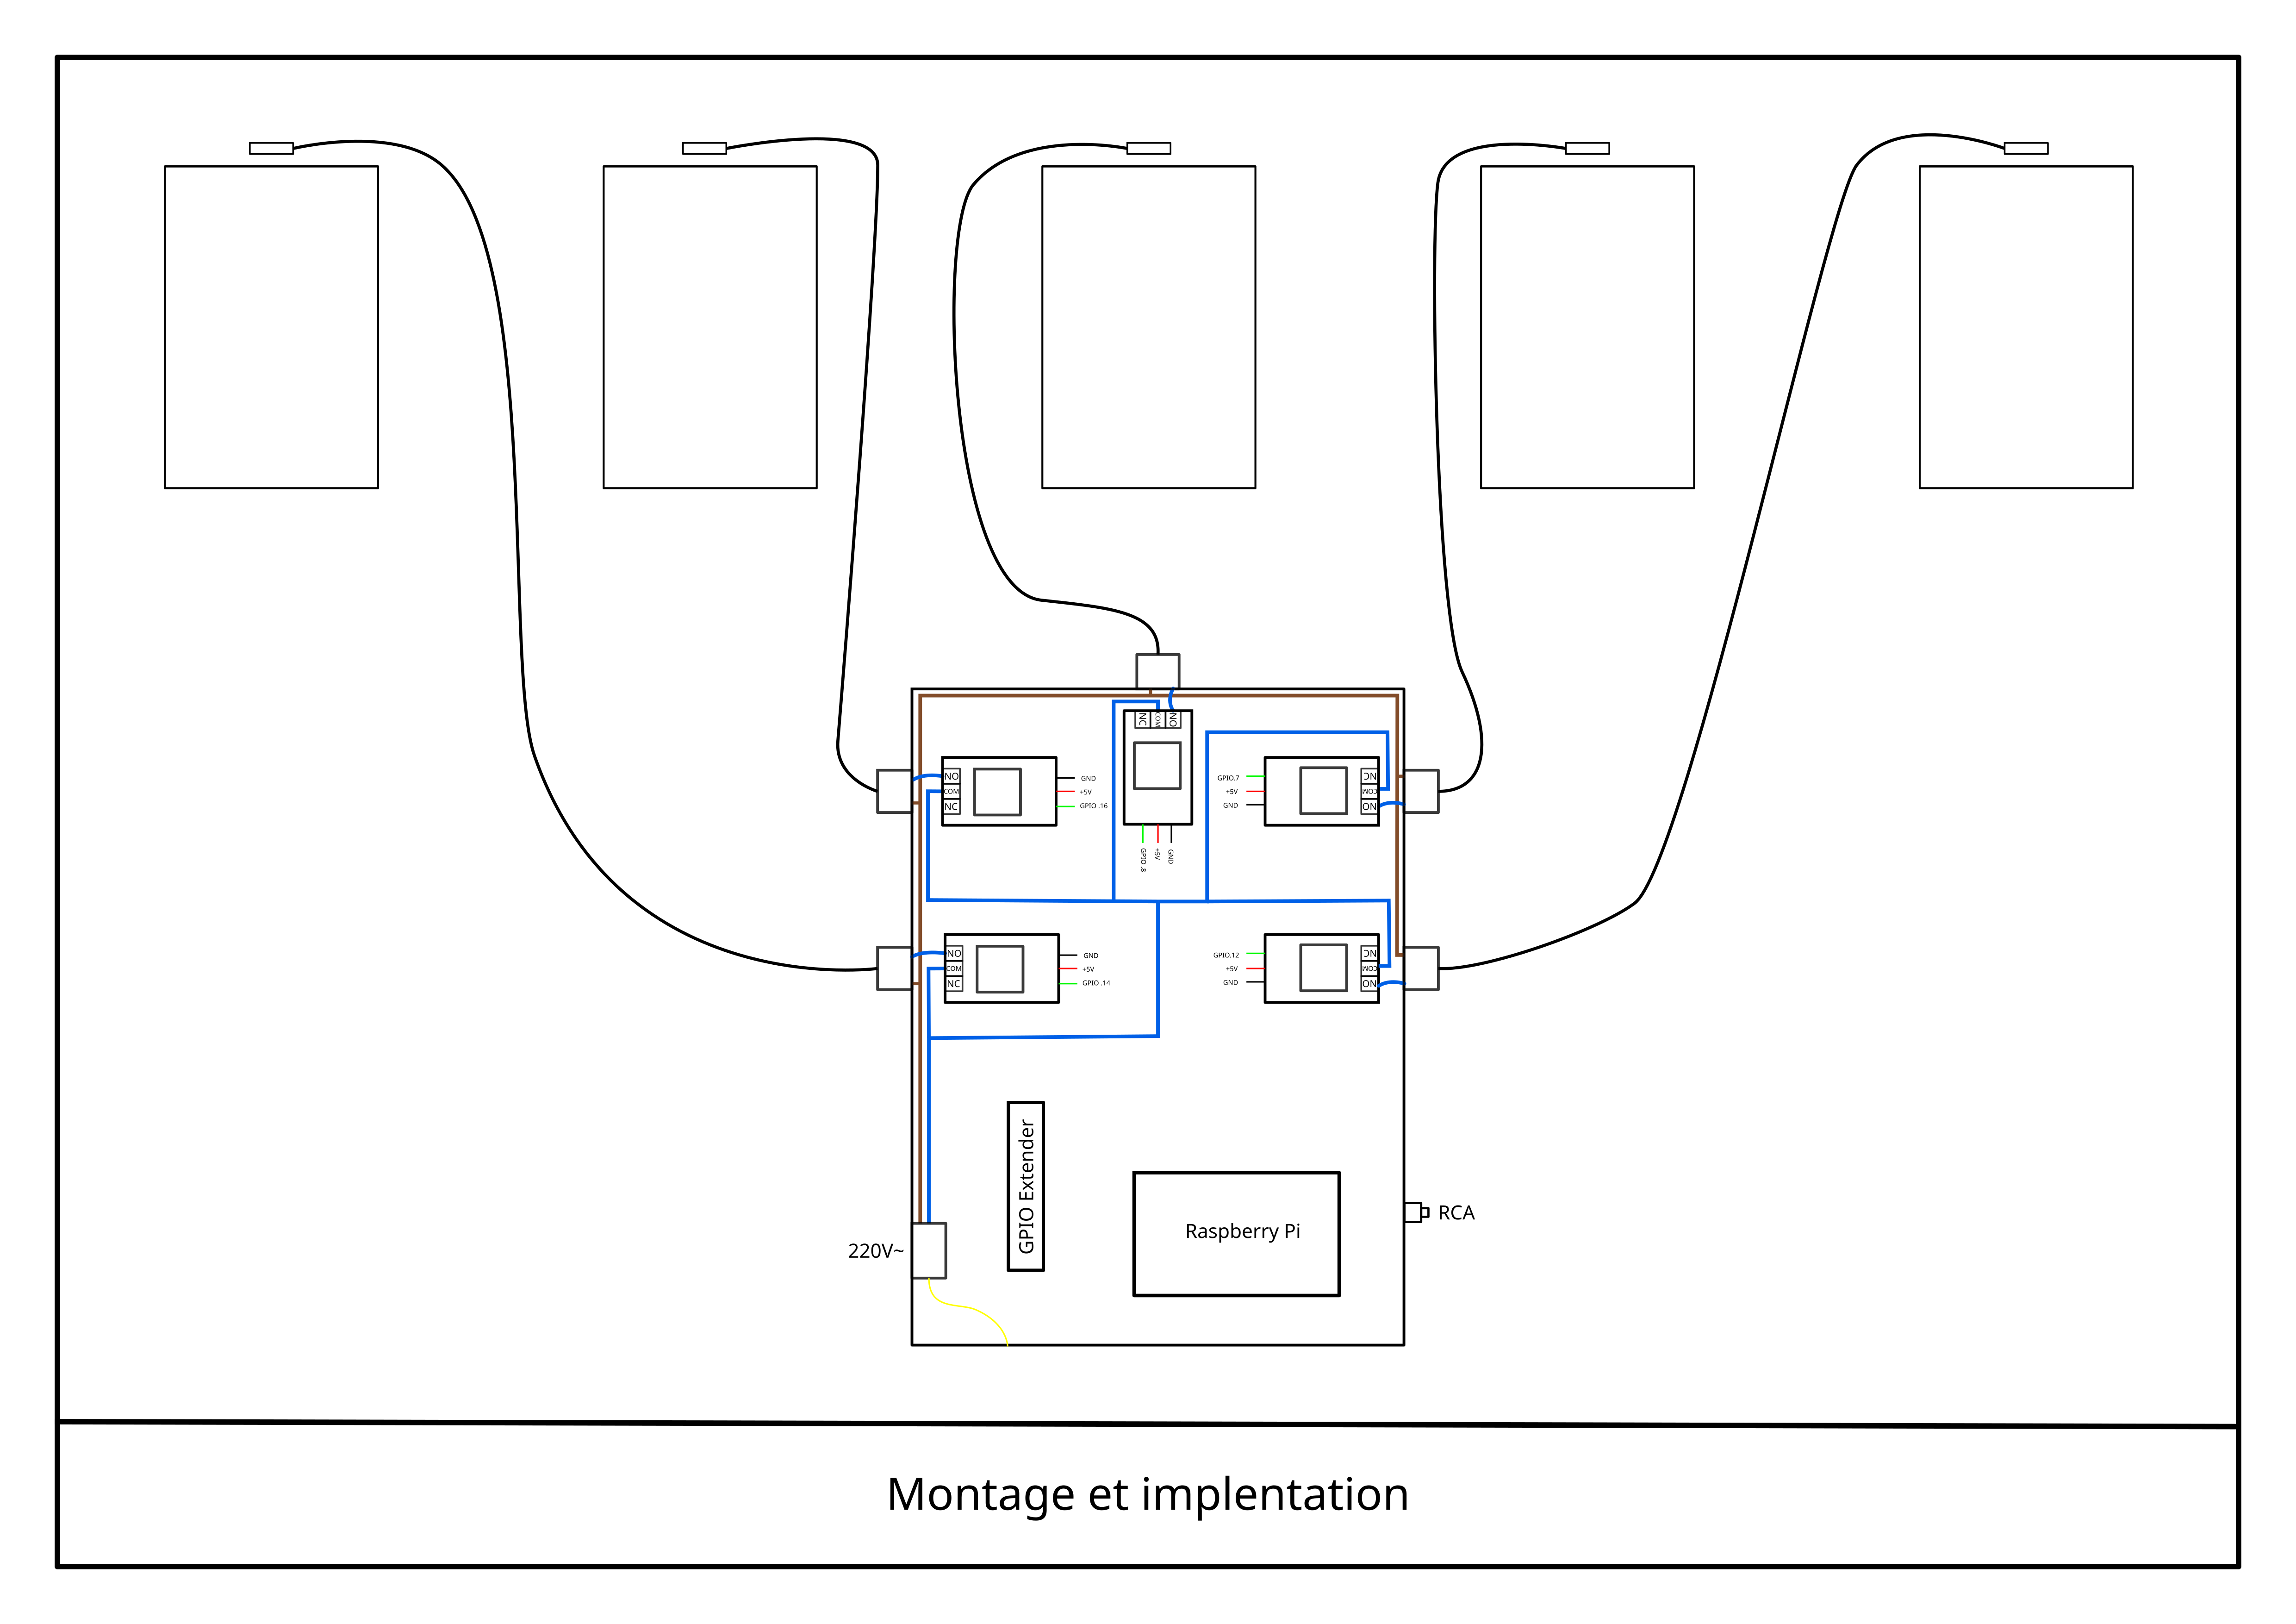 NC
COM
NO
GPIO .8
+5V
GND
NO
COM
NC
GND
+5V
GPIO .16
GPIO.7
+5V
GND
NC
COM
NO
NO
COM
NC
GND
+5V
GPIO .14
GPIO.12
+5V
GND
NC
COM
NO
GPIO Extender
Raspberry Pi
RCA
220V~
Montage et implentation